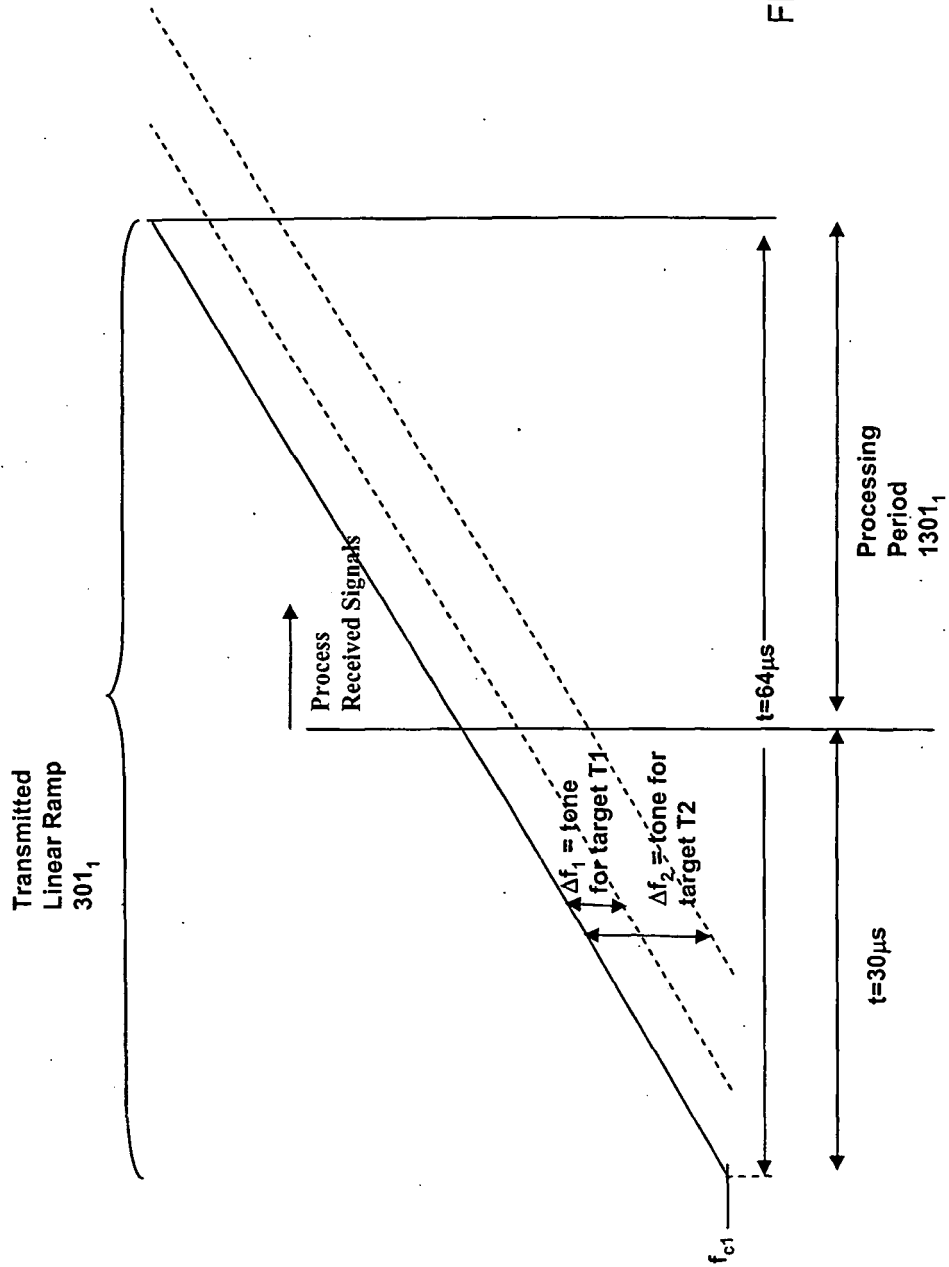 Transmitted
Linear Ramp
301₁
Process
Received Signals
Δf₁ = tone
for target T1
Δf₂ = tone for
target T2
t=64μs
t=30μs
Processing
Period
1301₁
f_c1